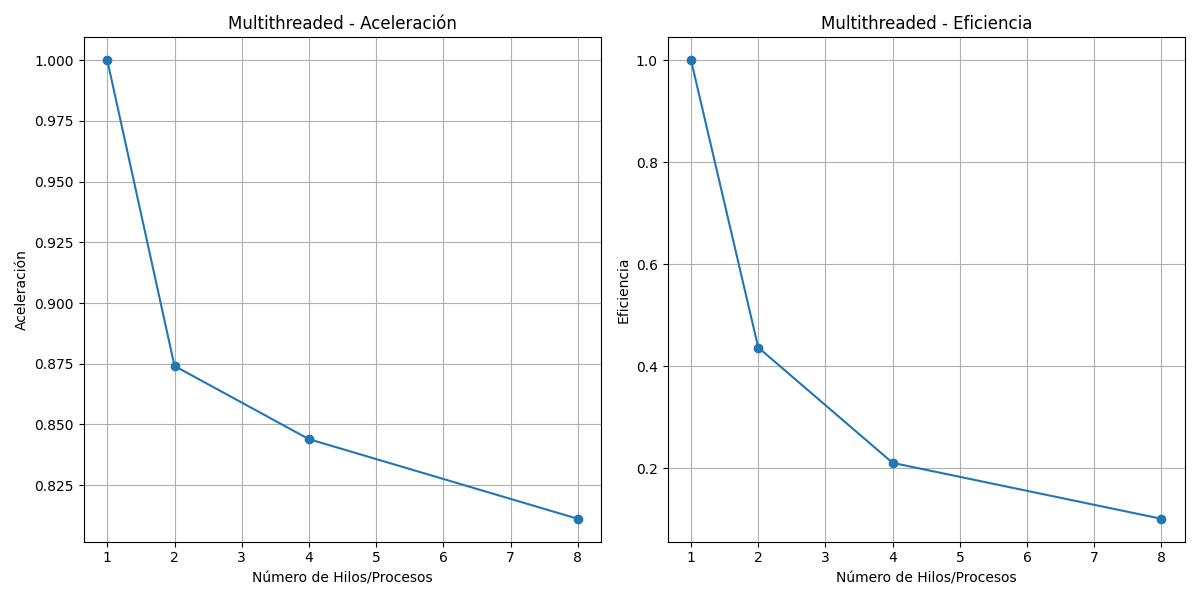 Multithreaded - Aceleración
1.000
0.975
0.950
0.925
0.900
0.875
0.850
0.825
Aceleración
1 2 3 4 5 6 7 8
Número de Hilos/Procesos
Multithreaded - Eficiencia
1.0
0.8
0.6
0.4
0.2
Eficiencia
1 2 3 4 5 6 7 8
Número de Hilos/Procesos